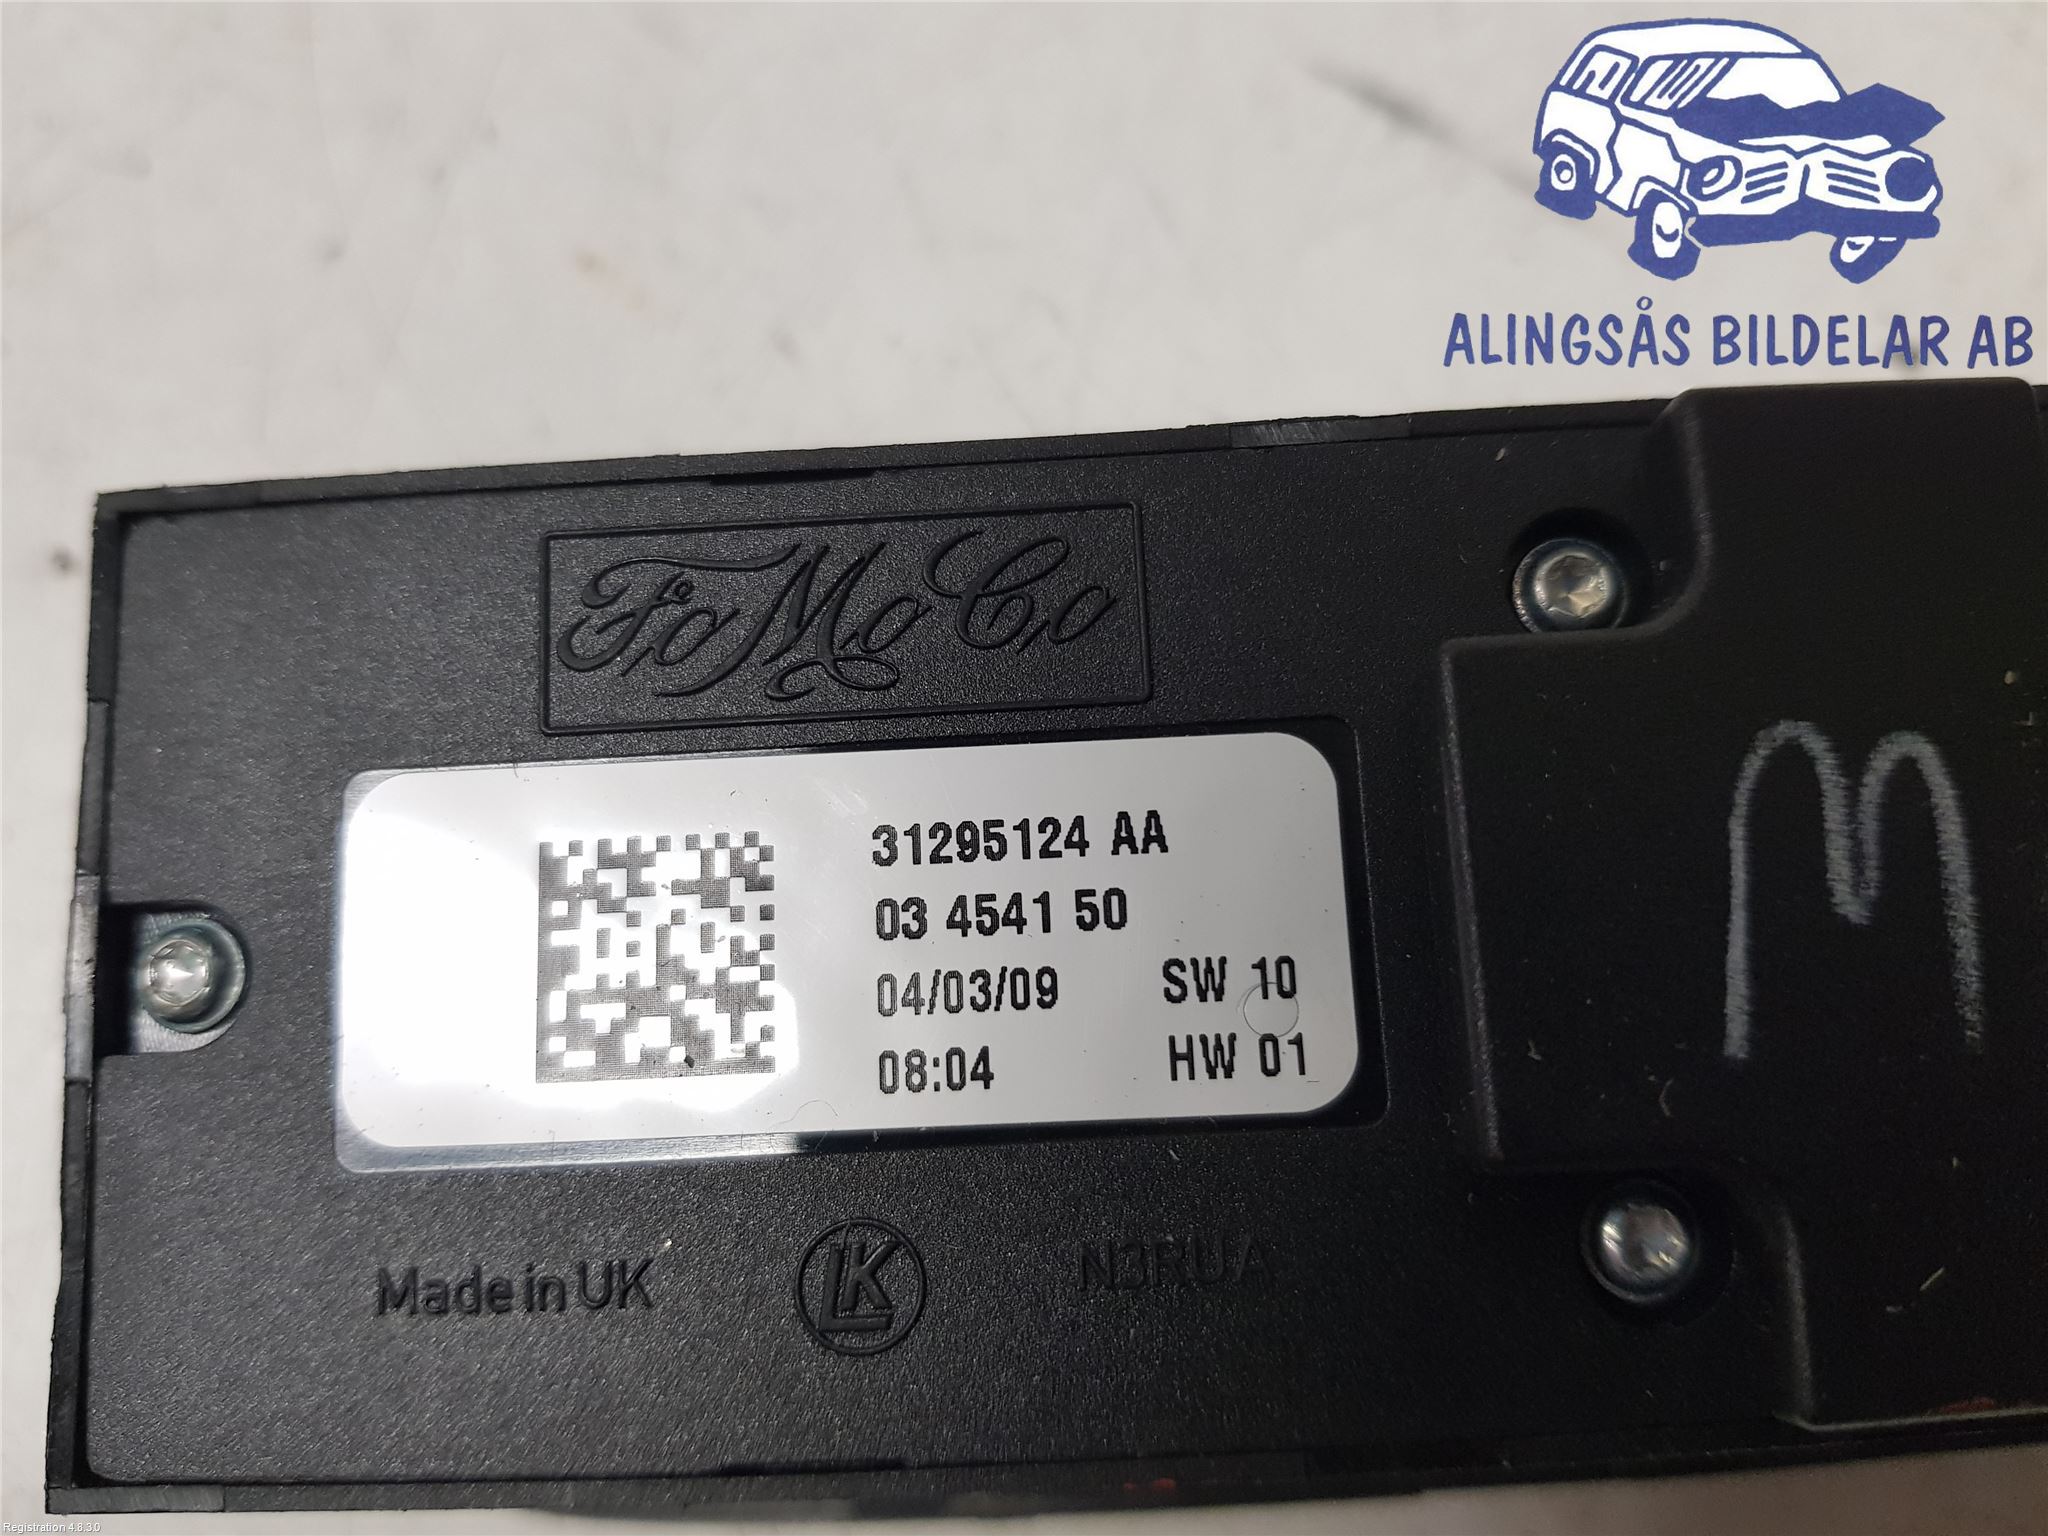 ALINGSÅS BILDELAR AB
FoMoCo
31295124 AA
03 4541 50
04/03/09 SW 10
08:04 HW 01
M
Made in UK LK N3RUA
Registration 4.8.3.0